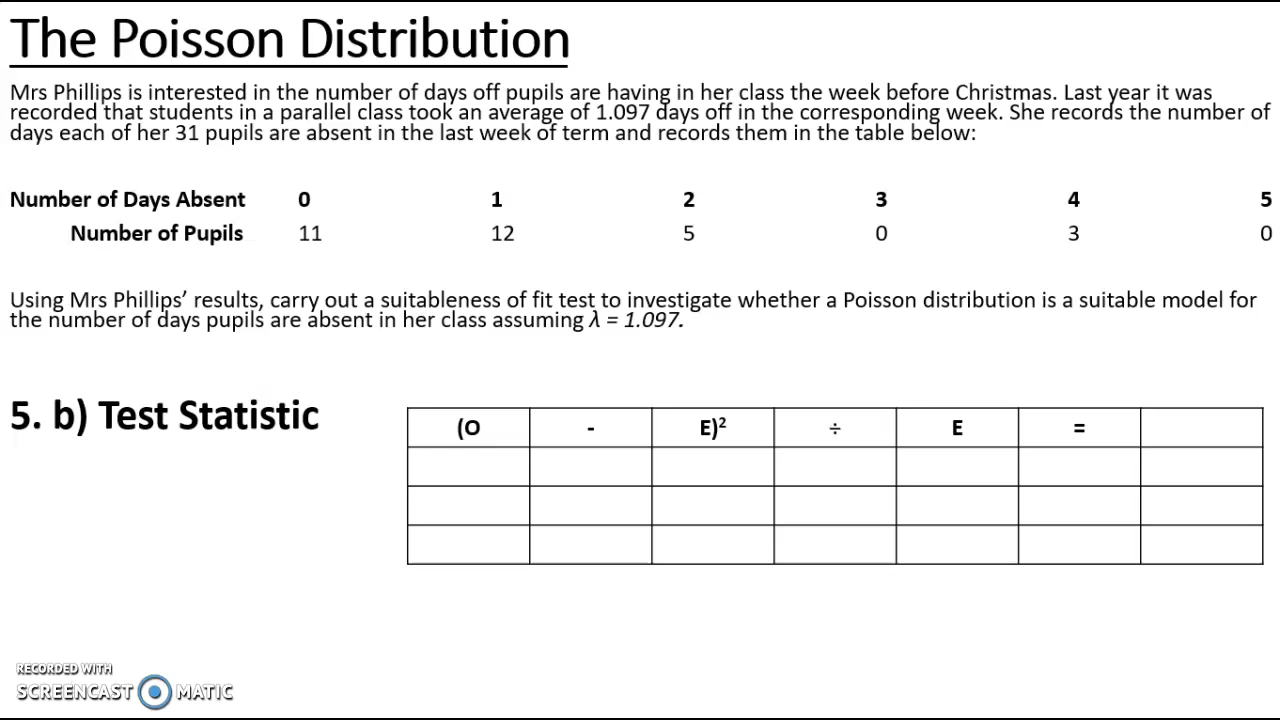 The Poisson Distribution
Mrs Phillips is interested in the number of days off pupils are having in her class the week before Christmas. Last year it was
recorded that students in a parallel class took an average of 1.097 days off in the corresponding week. She records the number of
days each of her 31 pupils are absent in the last week of term and records them in the table below:
Number of Days Absent 0 1 2 3 4 5
Number of Pupils 11 12 5 0 3 0
Using Mrs Phillips’ results, carry out a suitableness of fit test to investigate whether a Poisson distribution is a suitable model for
the number of days pupils are absent in her class assuming λ = 1.097.
5. b) Test Statistic
(O - E)² ÷ E =
RECORDED WITH
SCREENCAST MATIC